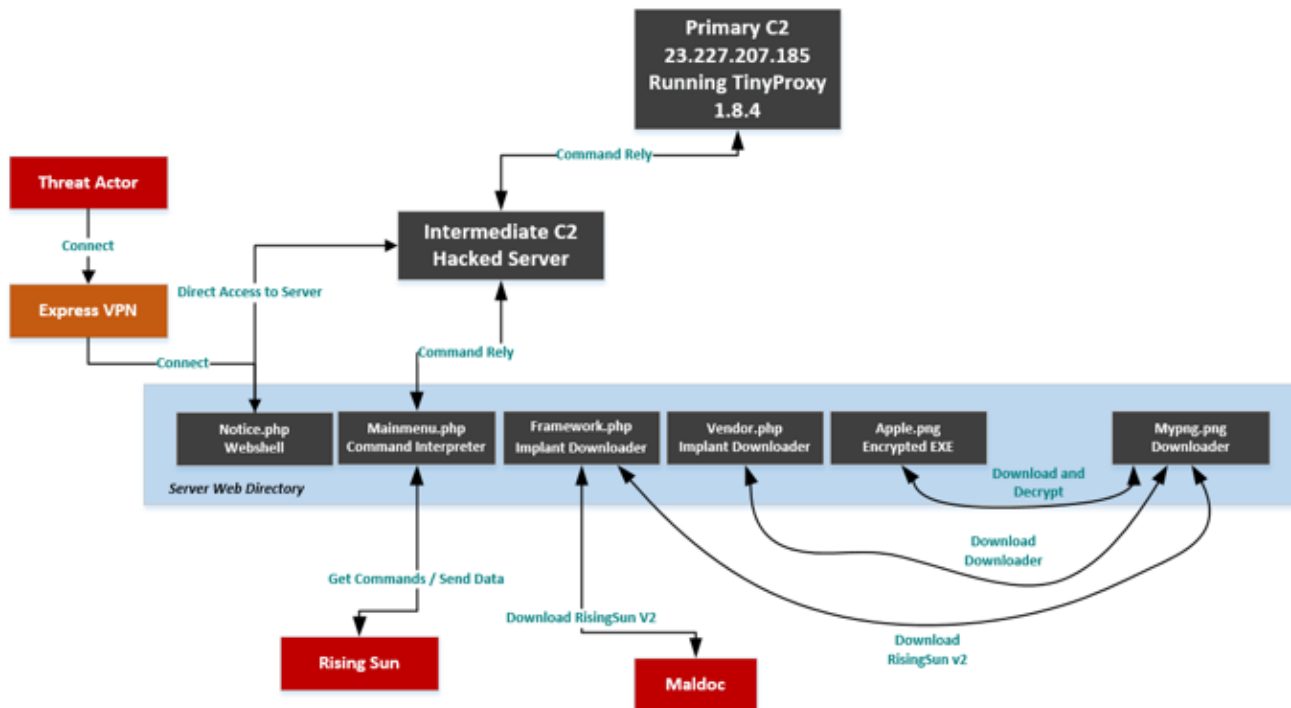 Primary C2
23.227.207.185
Running TinyProxy
1.8.4
Command Rely
Threat Actor
Connect
Intermediate C2
Hacked Server
Direct Access to Server
Express VPN
Connect
Command Rely
Notice.php
Webshell
Mainmenu.php
Command Interpreter
Framework.php
Implant Downloader
Vendor.php
Implant Downloader
Apple.png
Encrypted EXE
Mypng.png
Downloader
Server Web Directory
Download and
Decrypt
Download
Downloader
Get Commands / Send Data
Download RisingSun V2
Download
RisingSun v2
Rising Sun
Maldoc